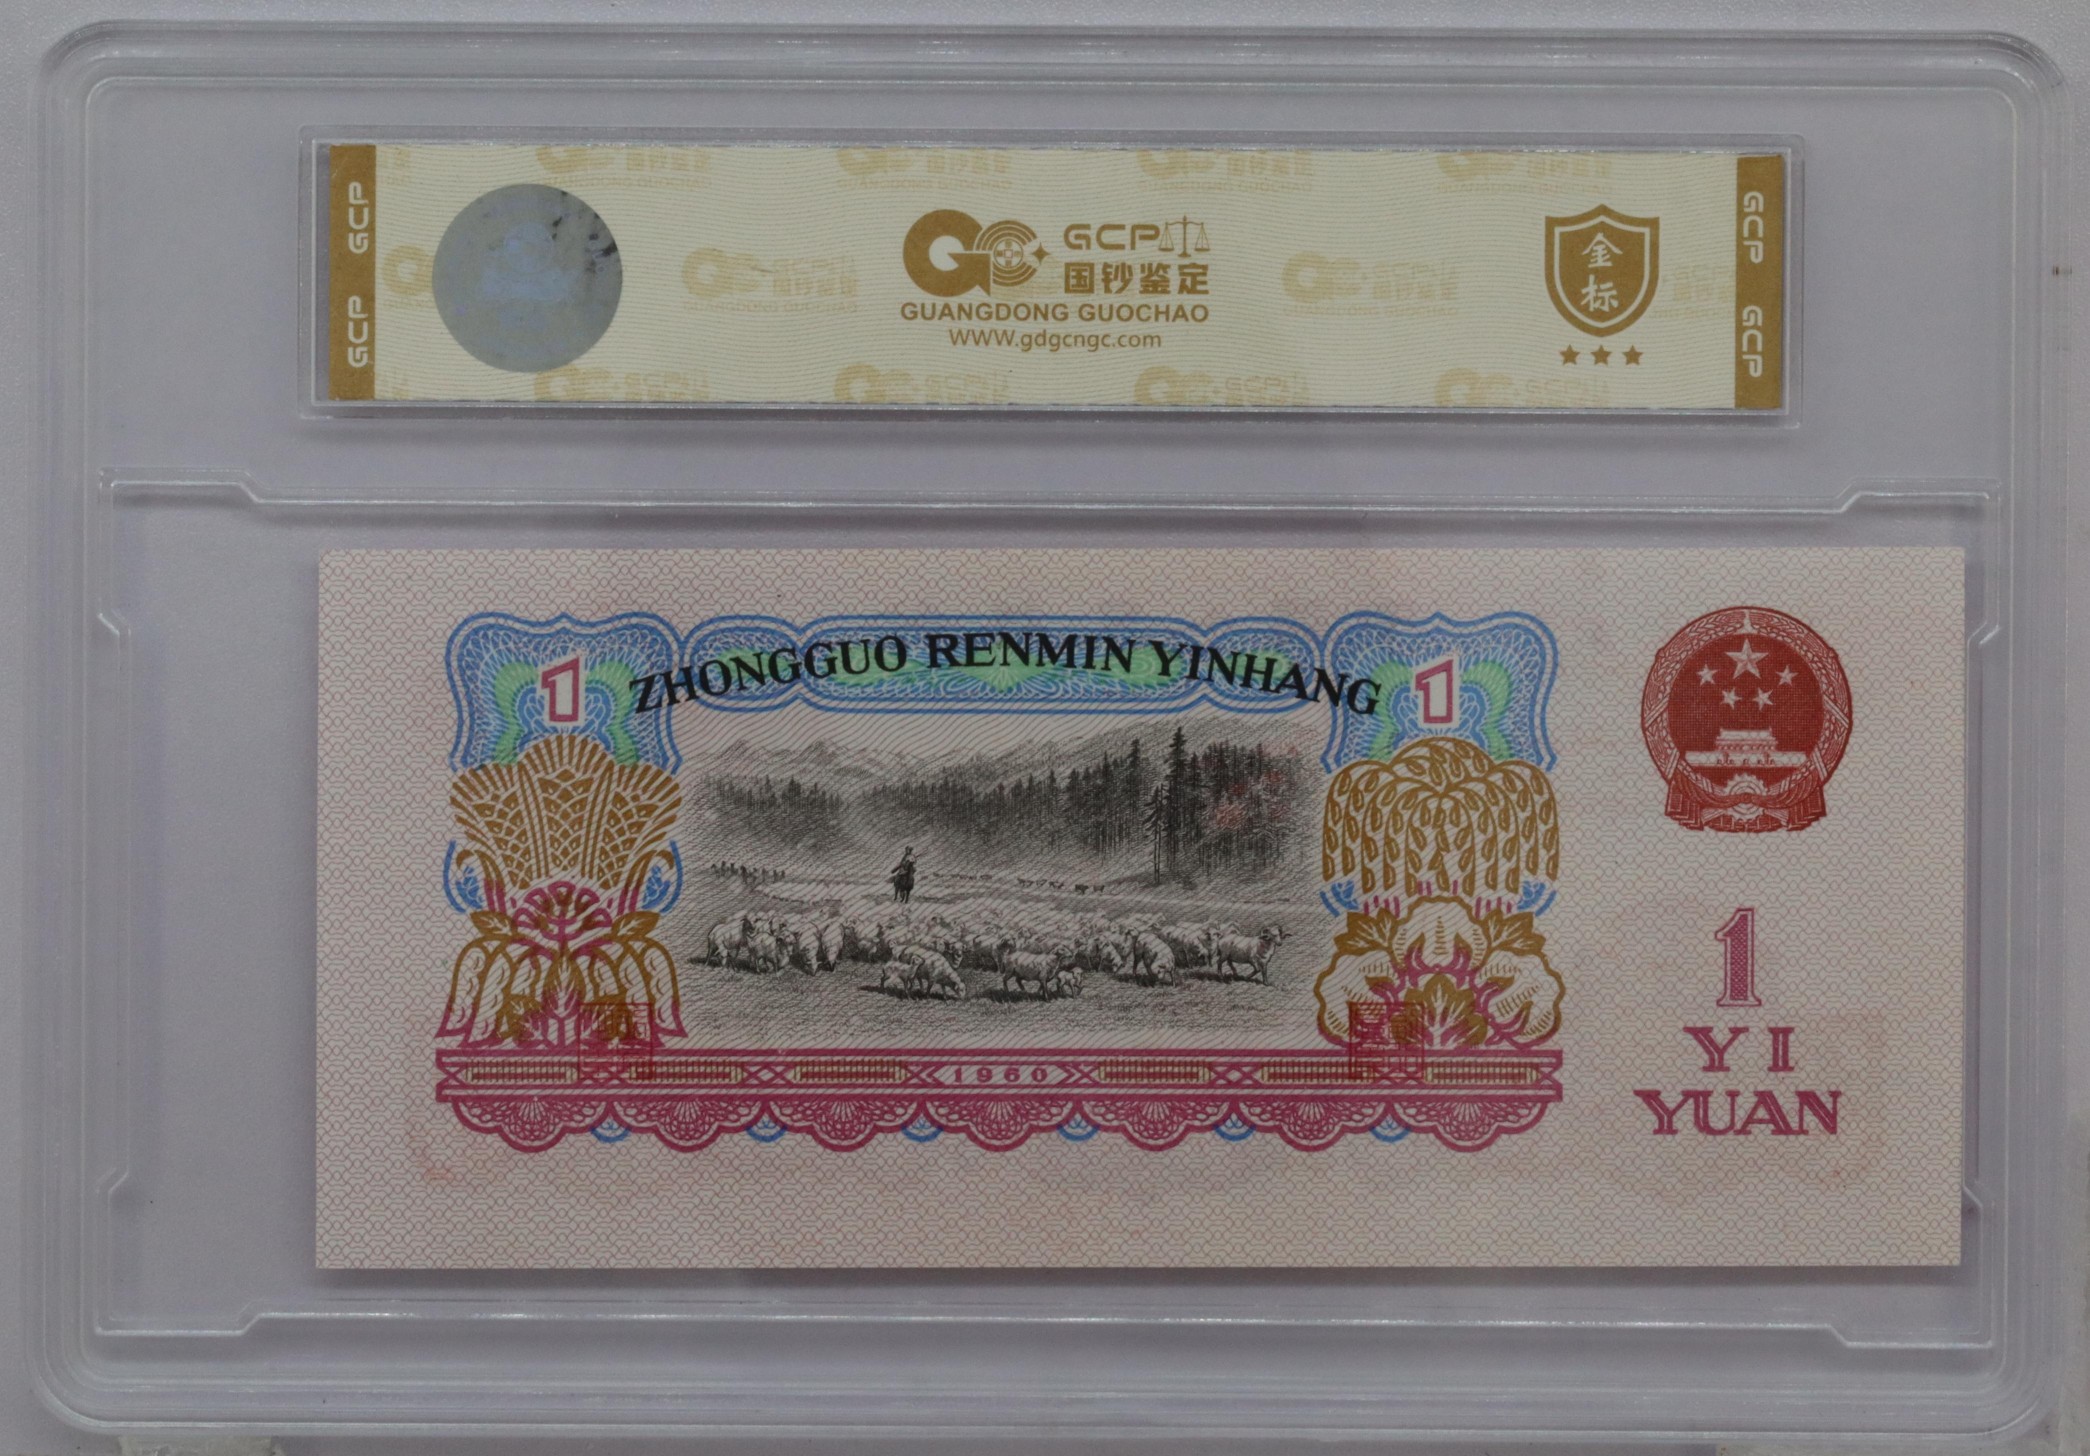 GCP GCP
GCP
国钞鉴定
GUANGDONG GUOCHAO
WWW.gdgcngc.com
金标
GCP GCP
ZHONGGUO RENMIN YINHANG
1
1
1960
1
YI
YUAN